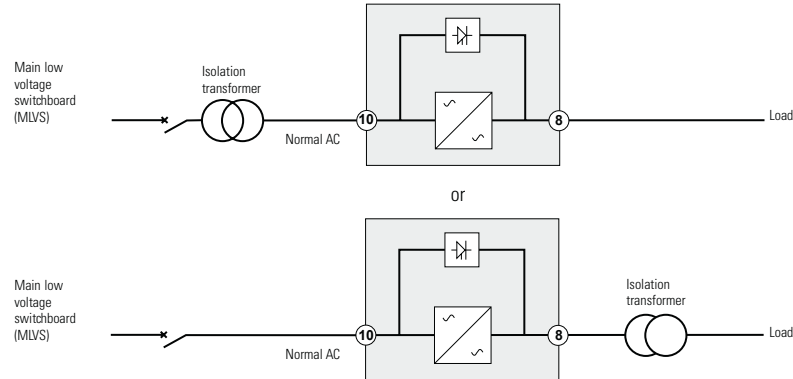 Main low
voltage
switchboard
(MLVS)
Isolation
transformer
Normal AC
10
8
Load
or
Main low
voltage
switchboard
(MLVS)
Normal AC
10
8
Isolation
transformer
Load